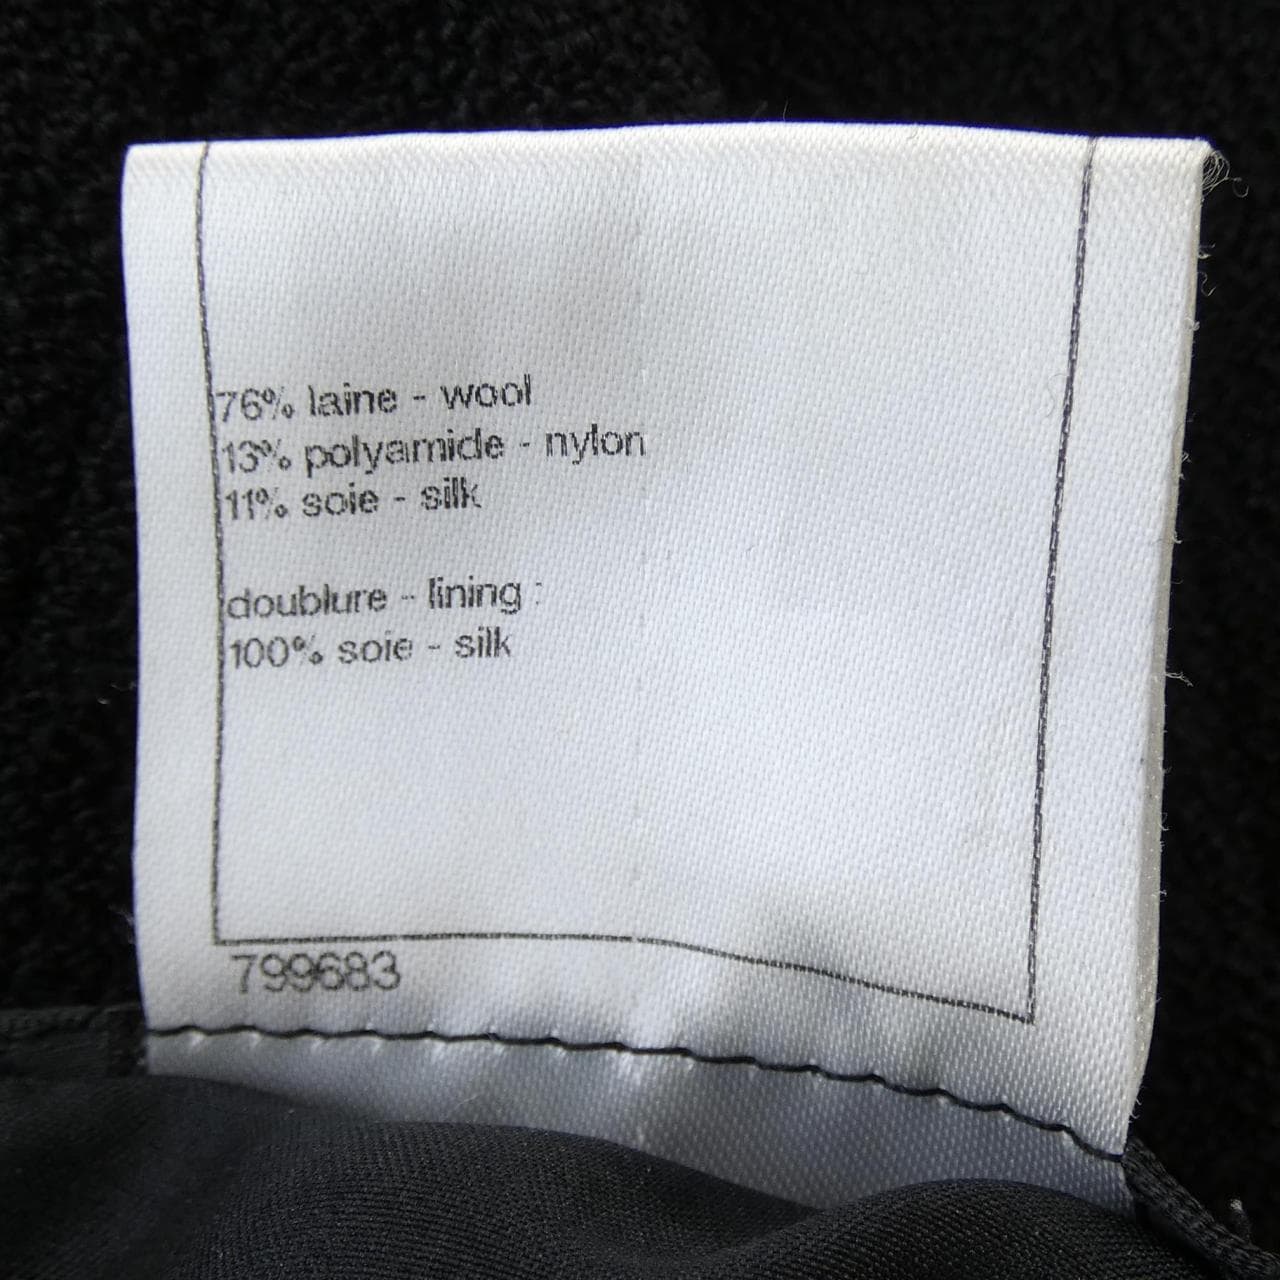 76% laine - wool
13% polyamide - nylon
11% soie - silk
doublure - lining :
100% soie - silk
799683